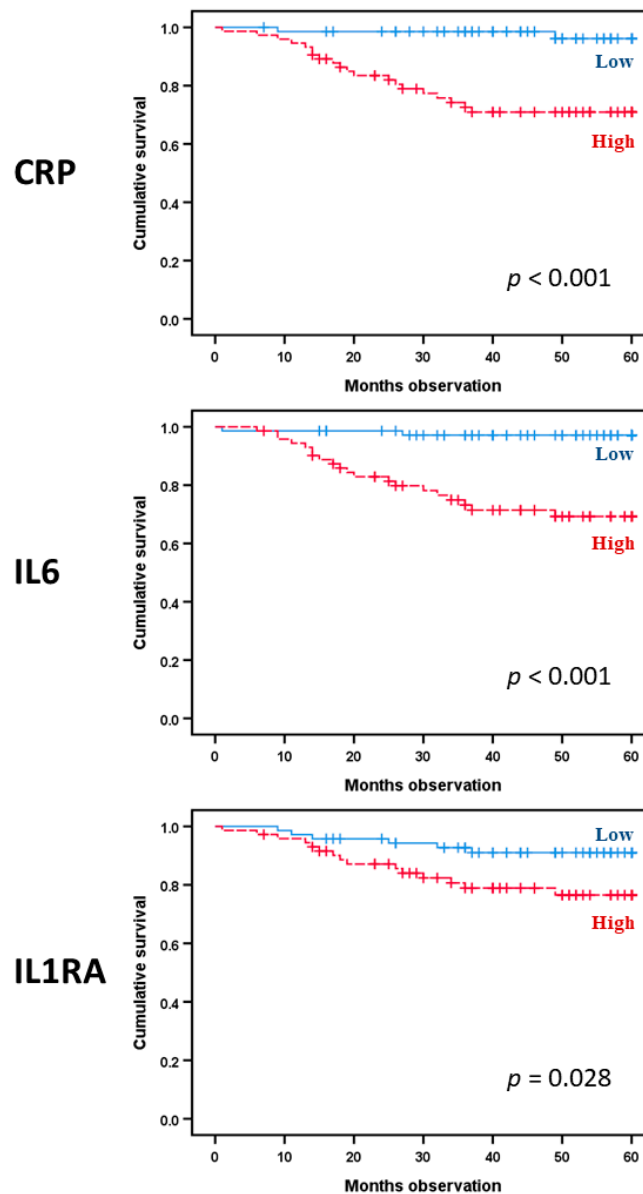 CRP
Cumulative survival
1.0
0.8
0.6
0.4
0.2
0.0
Low
High
p < 0.001
0 10 20 30 40 50 60
Months observation
IL6
Cumulative survival
1.0
0.8
0.6
0.4
0.2
0.0
Low
High
p < 0.001
0 10 20 30 40 50 60
Months observation
IL1RA
Cumulative survival
1.0
0.8
0.6
0.4
0.2
0.0
Low
High
p = 0.028
0 10 20 30 40 50 60
Months observation